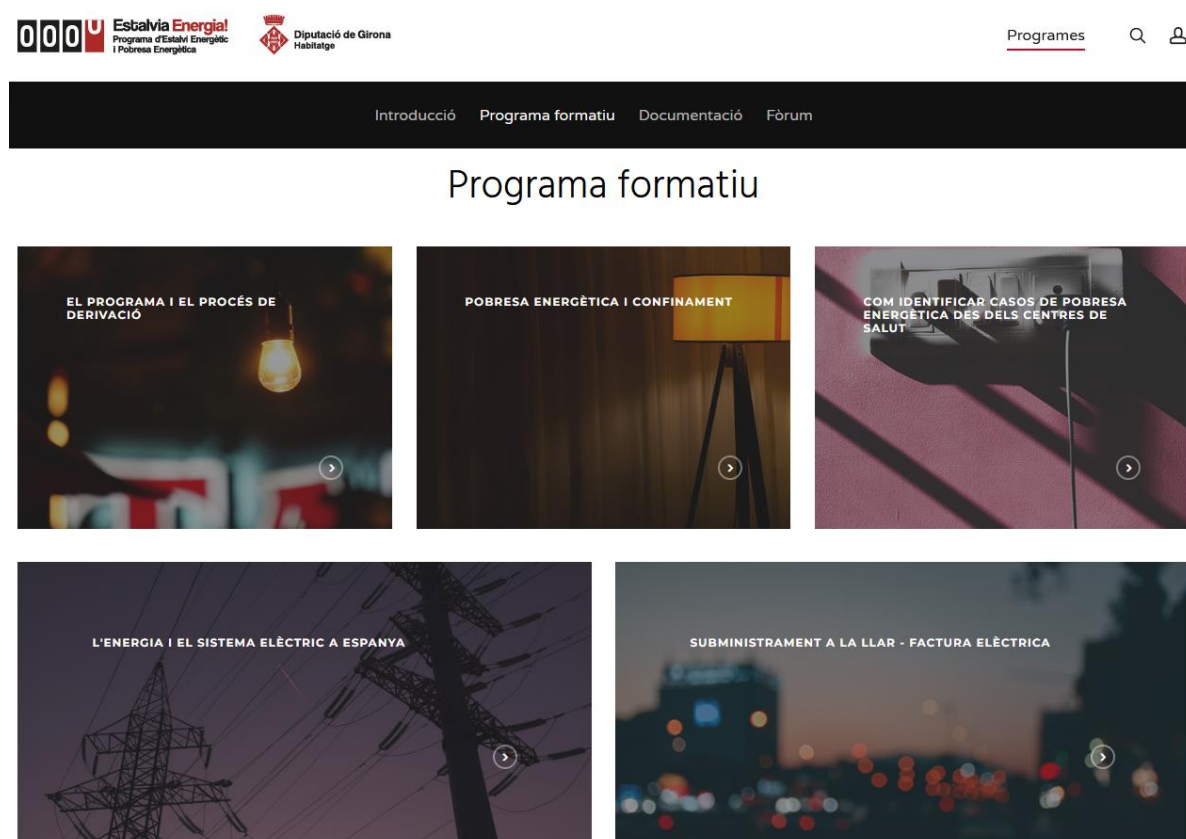 000U Estalvia Energia!
Programa d'Estalvi Energètic
i Pobresa Energètica
Diputació de Girona
Habitatge
Programes
Introducció Programa formatiu Documentació Fòrum
Programa formatiu
EL PROGRAMA I EL PROCÉS DE
DERIVACIÓ
POBRESA ENERGÈTICA I CONFINAMENT
COM IDENTIFICAR CASOS DE POBRESA
ENERGÈTICA DES DELS CENTRES DE
SALUT
L'ENERGIA I EL SISTEMA ELÈCTRIC A ESPANYA
SUBMINISTRAMENT A LA LLAR - FACTURA ELÈCTRICA